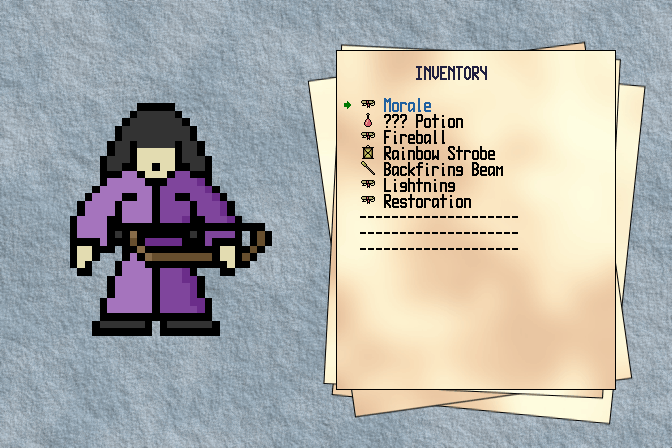 INVENTORY
Morale
??? Potion
Fireball
Rainbow Strobe
Backfiring Beam
Lightning
Restoration
--------------------
--------------------
--------------------